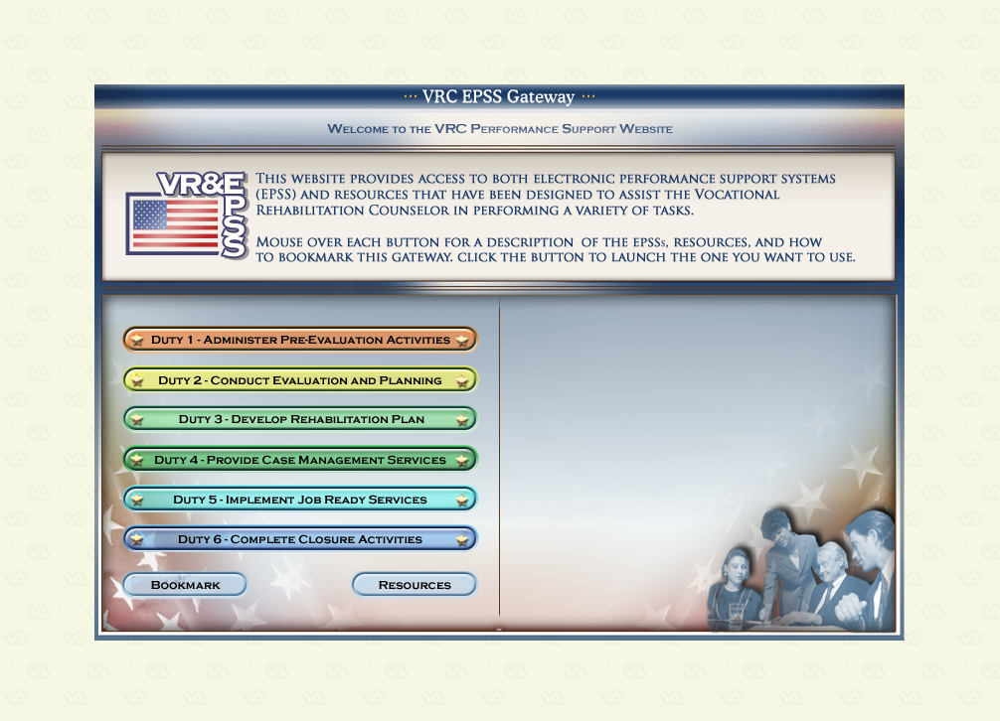 ··· VRC EPSS Gateway ···
Welcome to the VRC Performance Support Website
VR&E
EPSS
This website provides access to both electronic performance support systems
(EPSS) and resources that have been designed to assist the Vocational
Rehabilitation Counselor in performing a variety of tasks.
Mouse over each button for a description of the EPSSs, resources, and how
to bookmark this gateway. Click the button to launch the one you want to use.
Duty 1 - Administer Pre-Evaluation Activities
Duty 2 - Conduct Evaluation and Planning
Duty 3 - Develop Rehabilitation Plan
Duty 4 - Provide Case Management Services
Duty 5 - Implement Job Ready Services
Duty 6 - Complete Closure Activities
Bookmark
Resources